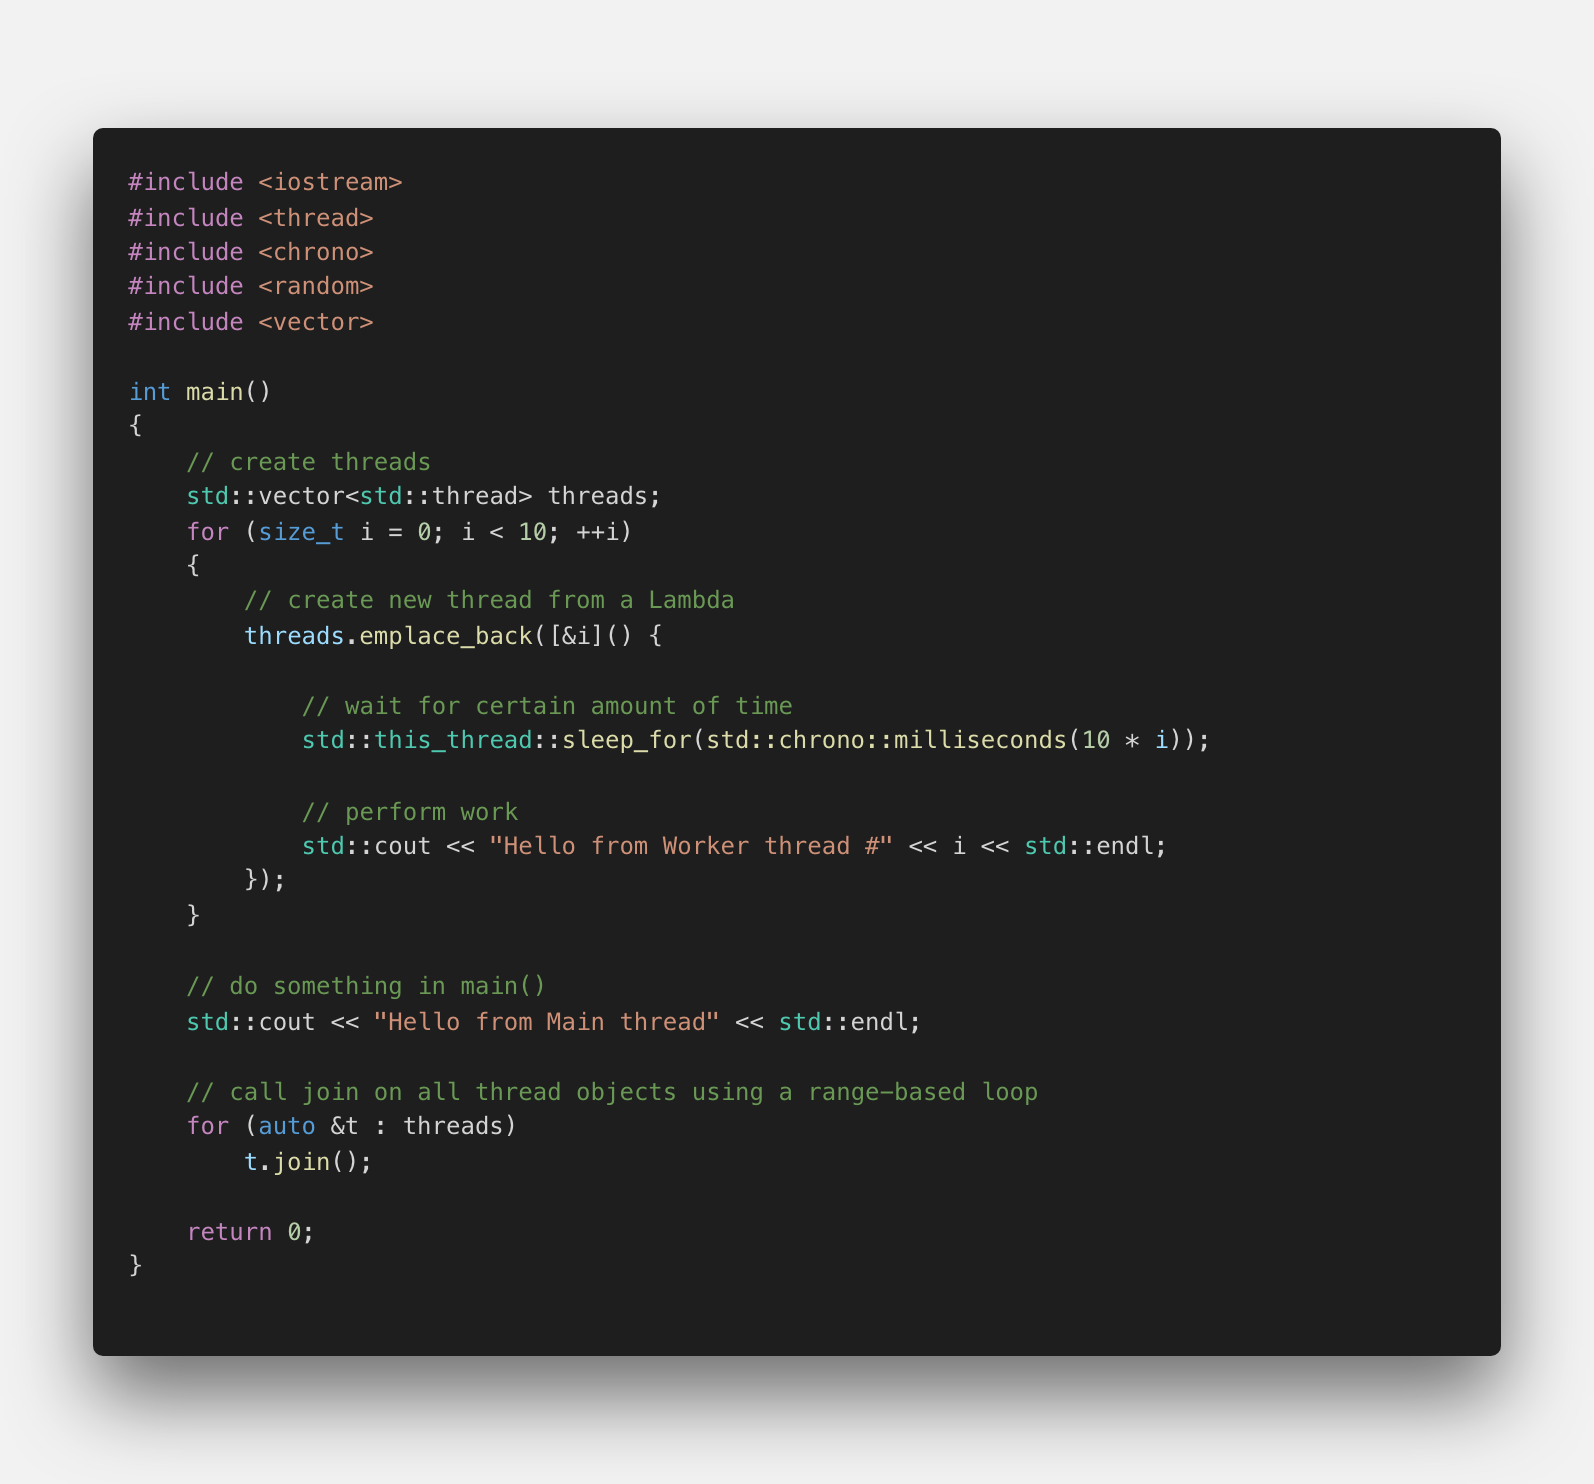 #include <iostream>
#include <thread>
#include <chrono>
#include <random>
#include <vector>

int main()
{
    // create threads
    std::vector<std::thread> threads;
    for (size_t i = 0; i < 10; ++i)
    {
        // create new thread from a Lambda
        threads.emplace_back([&i]() {

            // wait for certain amount of time
            std::this_thread::sleep_for(std::chrono::milliseconds(10 * i));

            // perform work
            std::cout << "Hello from Worker thread #" << i << std::endl;
        });
    }

    // do something in main()
    std::cout << "Hello from Main thread" << std::endl;

    // call join on all thread objects using a range-based loop
    for (auto &t : threads)
        t.join();

    return 0;
}